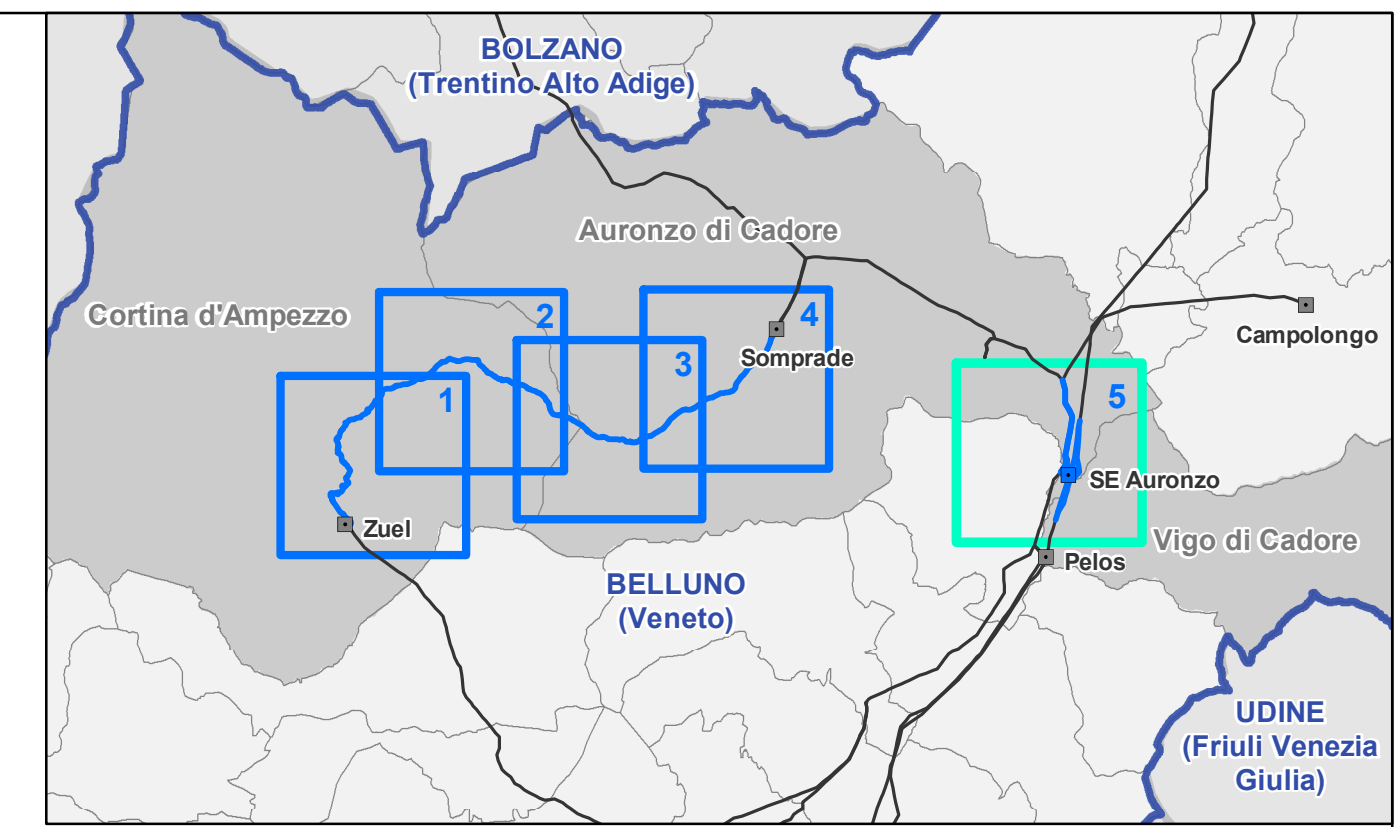 BOLZANO
(Trentino Alto Adige)
Auronzo di Cadore
Cortina d'Ampezzo
2
4
Campolongo
Somprade
3
1
5
SE Auronzo
Zuel
Vigo di Cadore
Pelos
BELLUNO
(Veneto)
UDINE
(Friuli Venezia
Giulia)